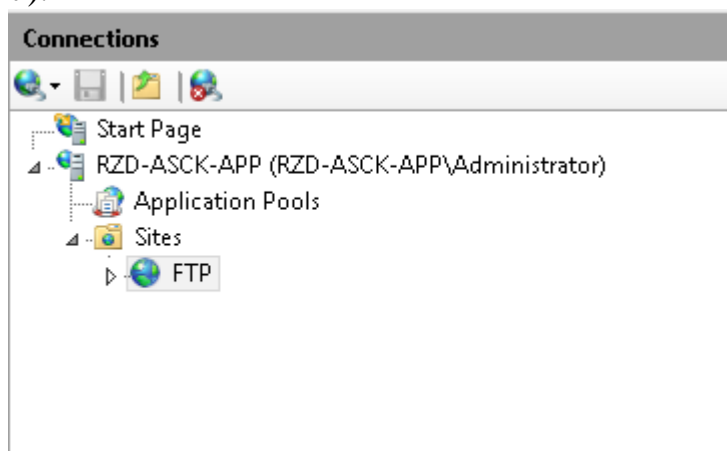 Connections
Start Page
RZD-ASCK-APP (RZD-ASCK-APP\Administrator)
Application Pools
Sites
FTP